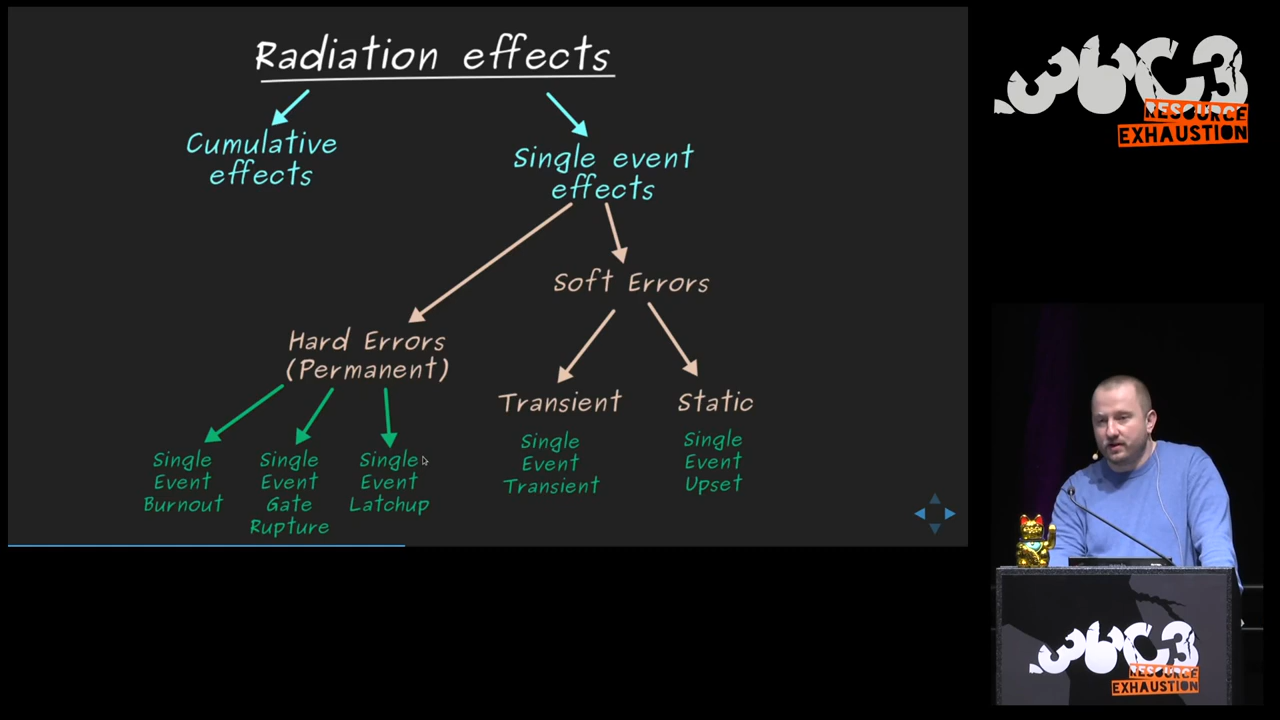 Radiation effects
Cumulative
effects
Single event
effects
Soft Errors
Hard Errors
(Permanent)
Transient
Static
Single
Event
Burnout
Single
Event
Gate
Rupture
Single
Event
Latchup
Single
Event
Transient
Single
Event
Upset
36C3
RESOURCE
EXHAUSTION
36C3
RESOURCE
EXHAUSTION